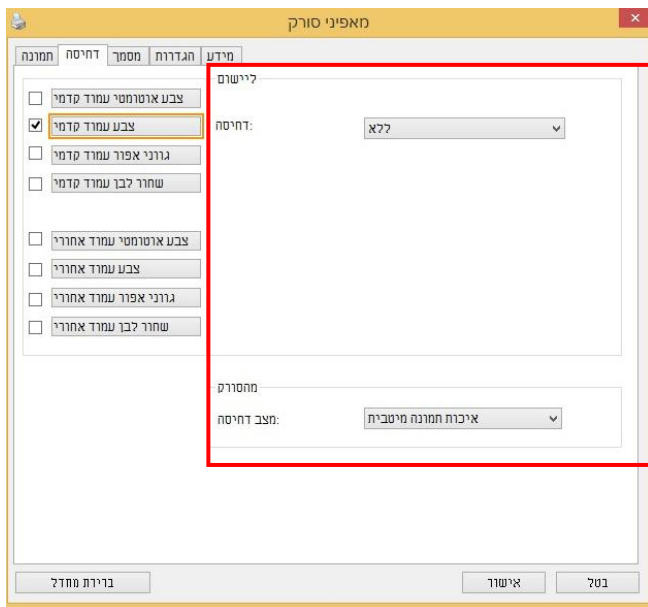 מאפיני סורק
תמונה דחיסה מסמך הגדרות מידע
צבע אוטומטי עמוד קדמי
צבע עמוד קדמי
גווני אפור עמוד קדמי
שחור לבן עמוד קדמי
צבע אוטומטי עמוד אחורי
צבע עמוד אחורי
גווני אפור עמוד אחורי
שחור לבן עמוד אחורי
ליישום
דחיסה: ללא
מהסורק
מצב דחיסה: איכות תמונה מיטבית
ברירת מחדל אישור בטל